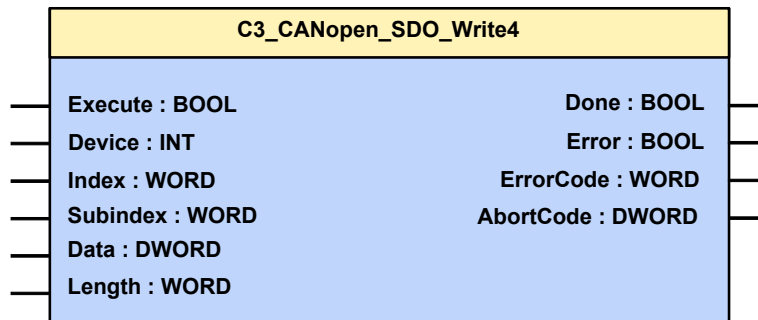 C3_CANopen_SDO_Write4
Execute : BOOL
Done : BOOL
Device : INT
Error : BOOL
Index : WORD
ErrorCode : WORD
Subindex : WORD
AbortCode : DWORD
Data : DWORD
Length : WORD